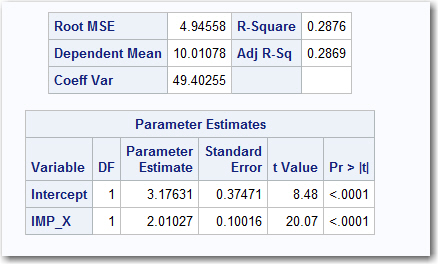 Root MSE 4.94558 R-Square 0.2876
Dependent Mean 10.01078 Adj R-Sq 0.2869
Coeff Var 49.40255
Parameter Estimates
Variable DF Parameter Estimate Standard Error t Value Pr > |t|
Intercept 1 3.17631 0.37471 8.48 <.0001
IMP_X 1 2.01027 0.10016 20.07 <.0001